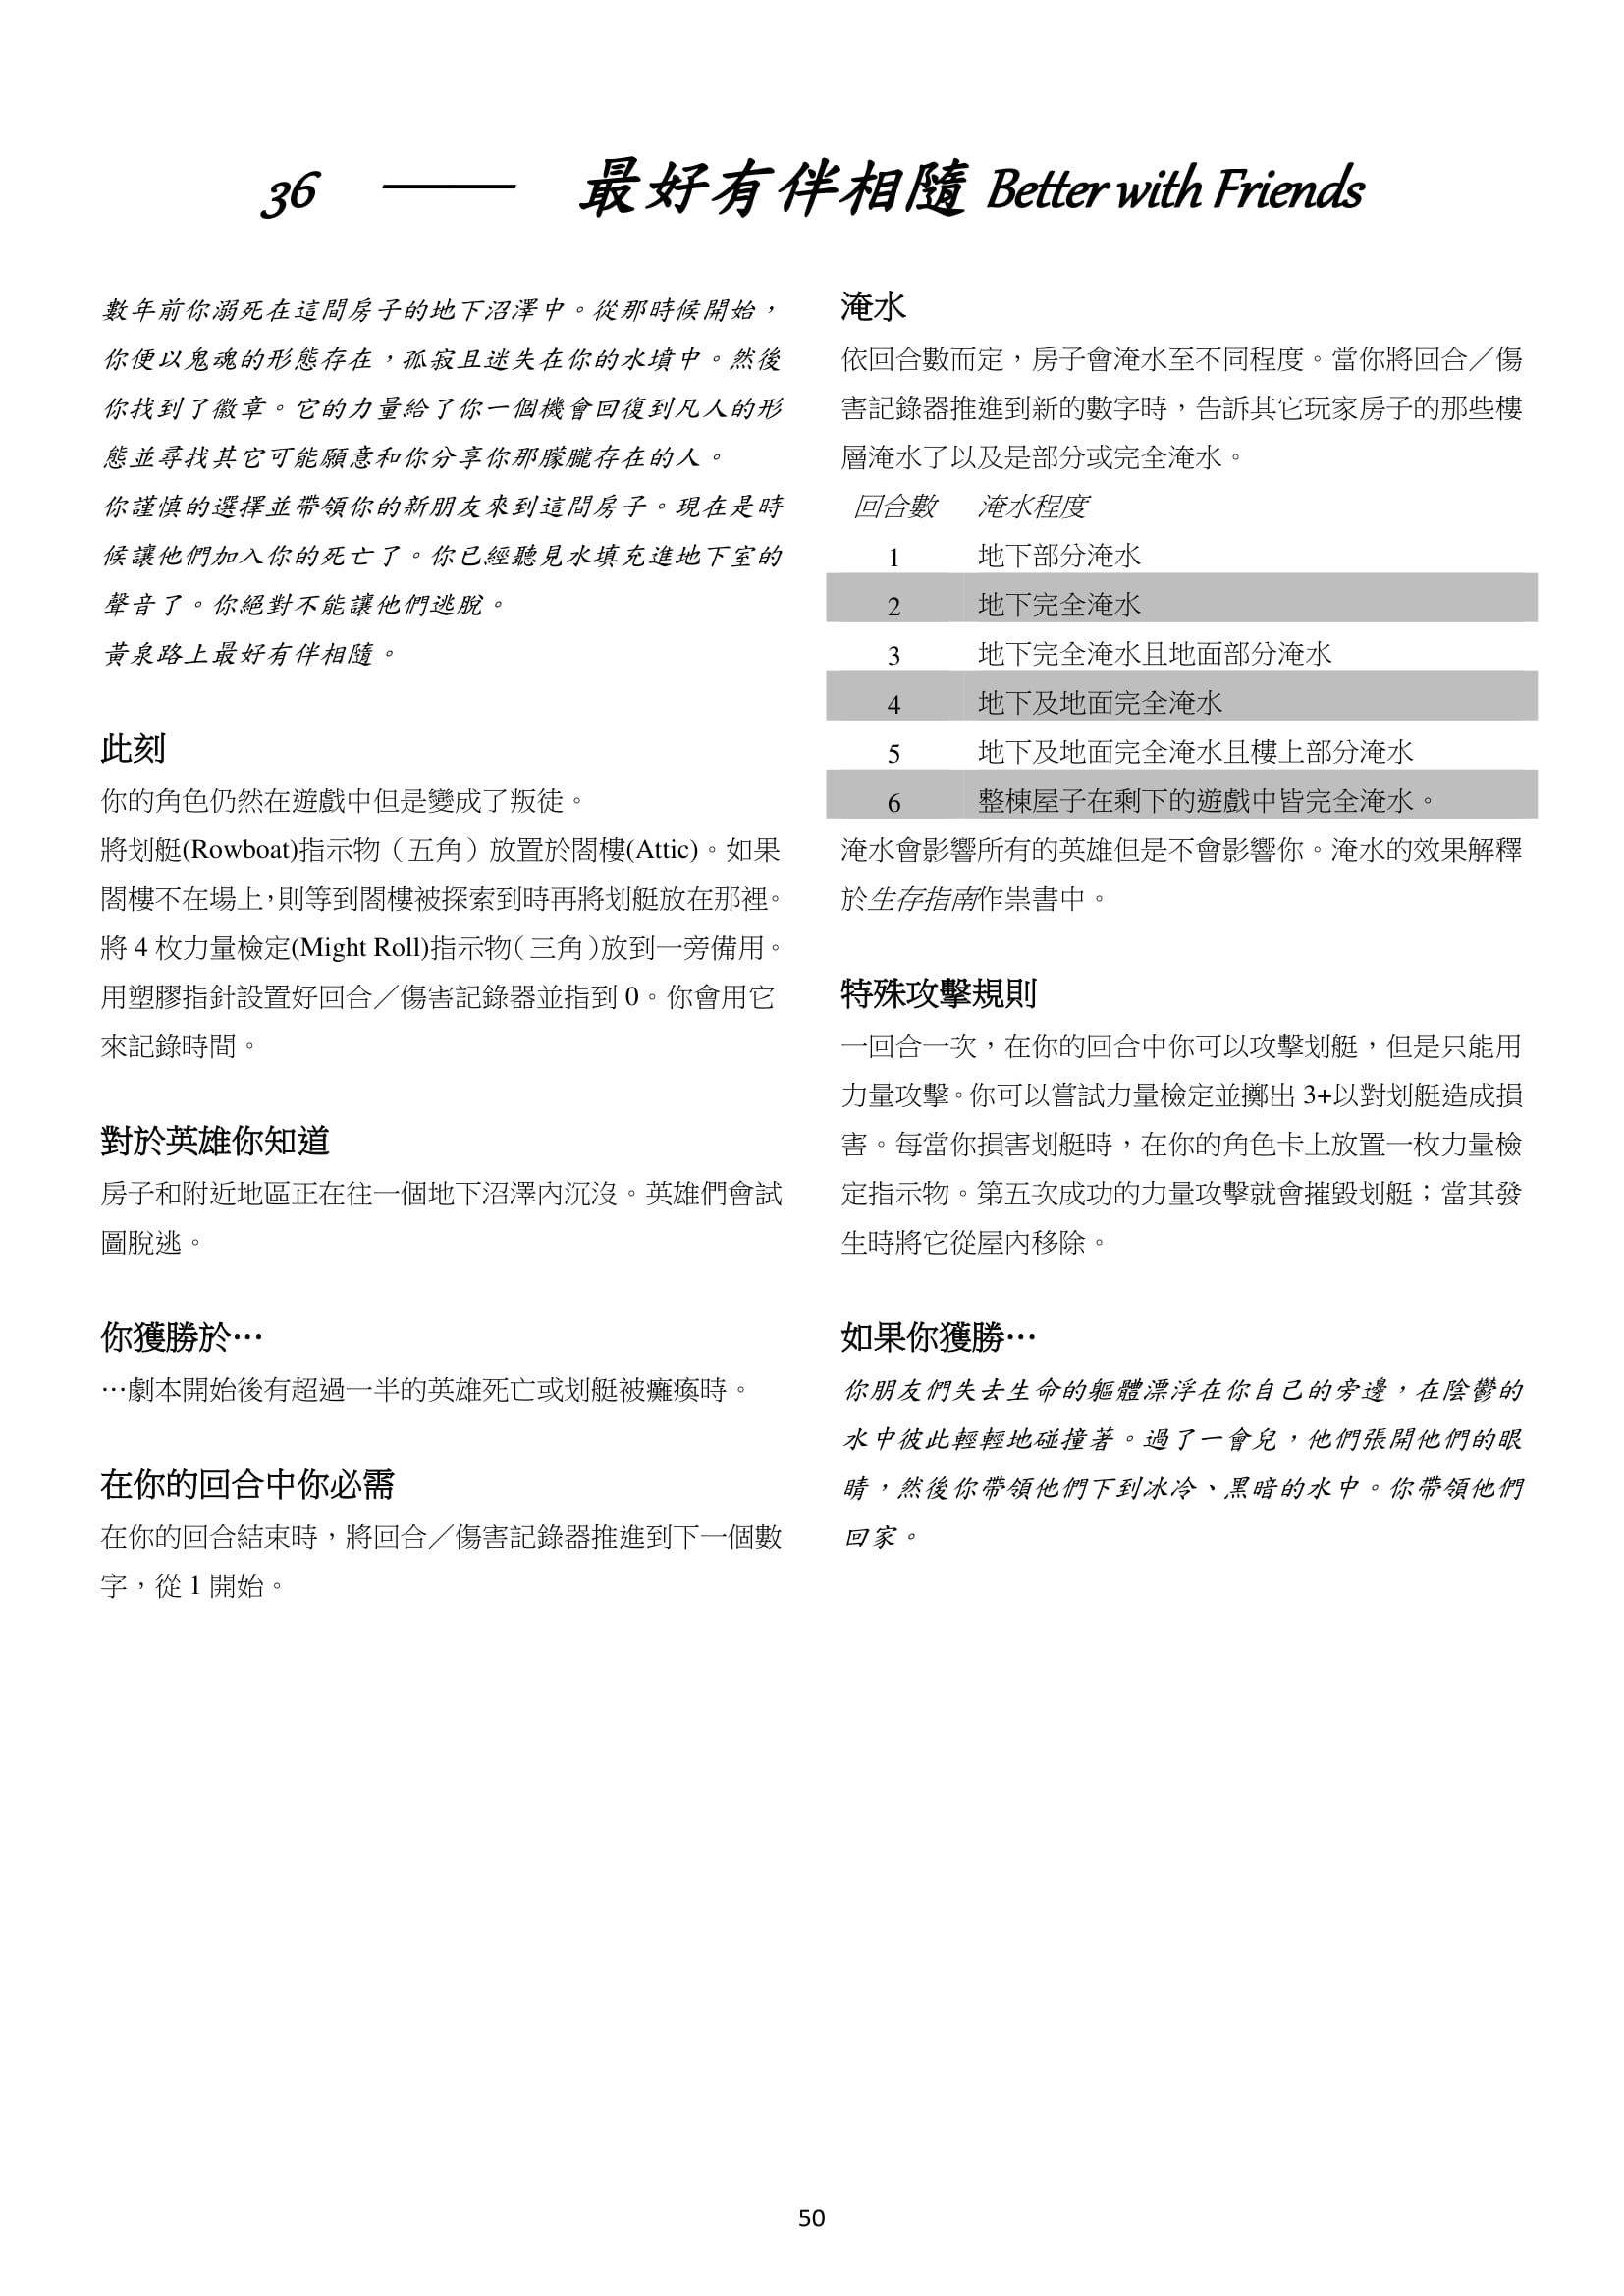 36 —— 最好有伴相隨 Better with Friends
數年前你溺死在這間房子的地下沼澤中。從那時候開始，
你便以鬼魂的形態存在，孤寂且迷失在你的水墳中。然後
你找到了徽章。它的力量給了你一個機會回復到凡人的形
態並尋找其它可能願意和你分享你那朦朧存在的人。
你謹慎的選擇並帶領你的新朋友來到這間房子。現在是時
候讓他們加入你的死亡了。你已經聽見水填充進地下室的
聲音了。你絕對不能讓他們逃脫。
黃泉路上最好有伴相隨。
此刻
你的角色仍然在遊戲中但是變成了叛徒。
將划艇(Rowboat)指示物（五角）放置於閣樓(Attic)。如果
閣樓不在場上，則等到閣樓被探索到時再將划艇放在那裡。
將 4 枚力量檢定(Might Roll)指示物（三角）放到一旁備用。
用塑膠指針設置好回合／傷害記錄器並指到 0。你會用它
來記錄時間。
對於英雄你知道
房子和附近地區正在往一個地下沼澤內沉沒。英雄們會試
圖脫逃。
你獲勝於…
…劇本開始後有超過一半的英雄死亡或划艇被癱瘓時。
在你的回合中你必需
在你的回合結束時，將回合／傷害記錄器推進到下一個數
字，從 1 開始。
淹水
依回合數而定，房子會淹水至不同程度。當你將回合／傷
害記錄器推進到新的數字時，告訴其它玩家房子的那些樓
層淹水了以及是部分或完全淹水。
回合數 淹水程度
1 地下部分淹水
2 地下完全淹水
3 地下完全淹水且地面部分淹水
4 地下及地面完全淹水
5 地下及地面完全淹水且樓上部分淹水
6 整棟屋子在剩下的遊戲中皆完全淹水。
淹水會影響所有的英雄但是不會影響你。淹水的效果解釋
於生存指南作祟書中。
特殊攻擊規則
一回合一次，在你的回合中你可以攻擊划艇，但是只能用
力量攻擊。你可以嘗試力量檢定並擲出 3+以對划艇造成損
害。每當你損害划艇時，在你的角色卡上放置一枚力量檢
定指示物。第五次成功的力量攻擊就會摧毀划艇；當其發
生時將它從屋內移除。
如果你獲勝…
你朋友們失去生命的軀體漂浮在你自己的旁邊，在陰鬱的
水中彼此輕輕地碰撞著。過了一會兒，他們張開他們的眼
睛，然後你帶領他們下到冰冷、黑暗的水中。你帶領他們
回家。
50